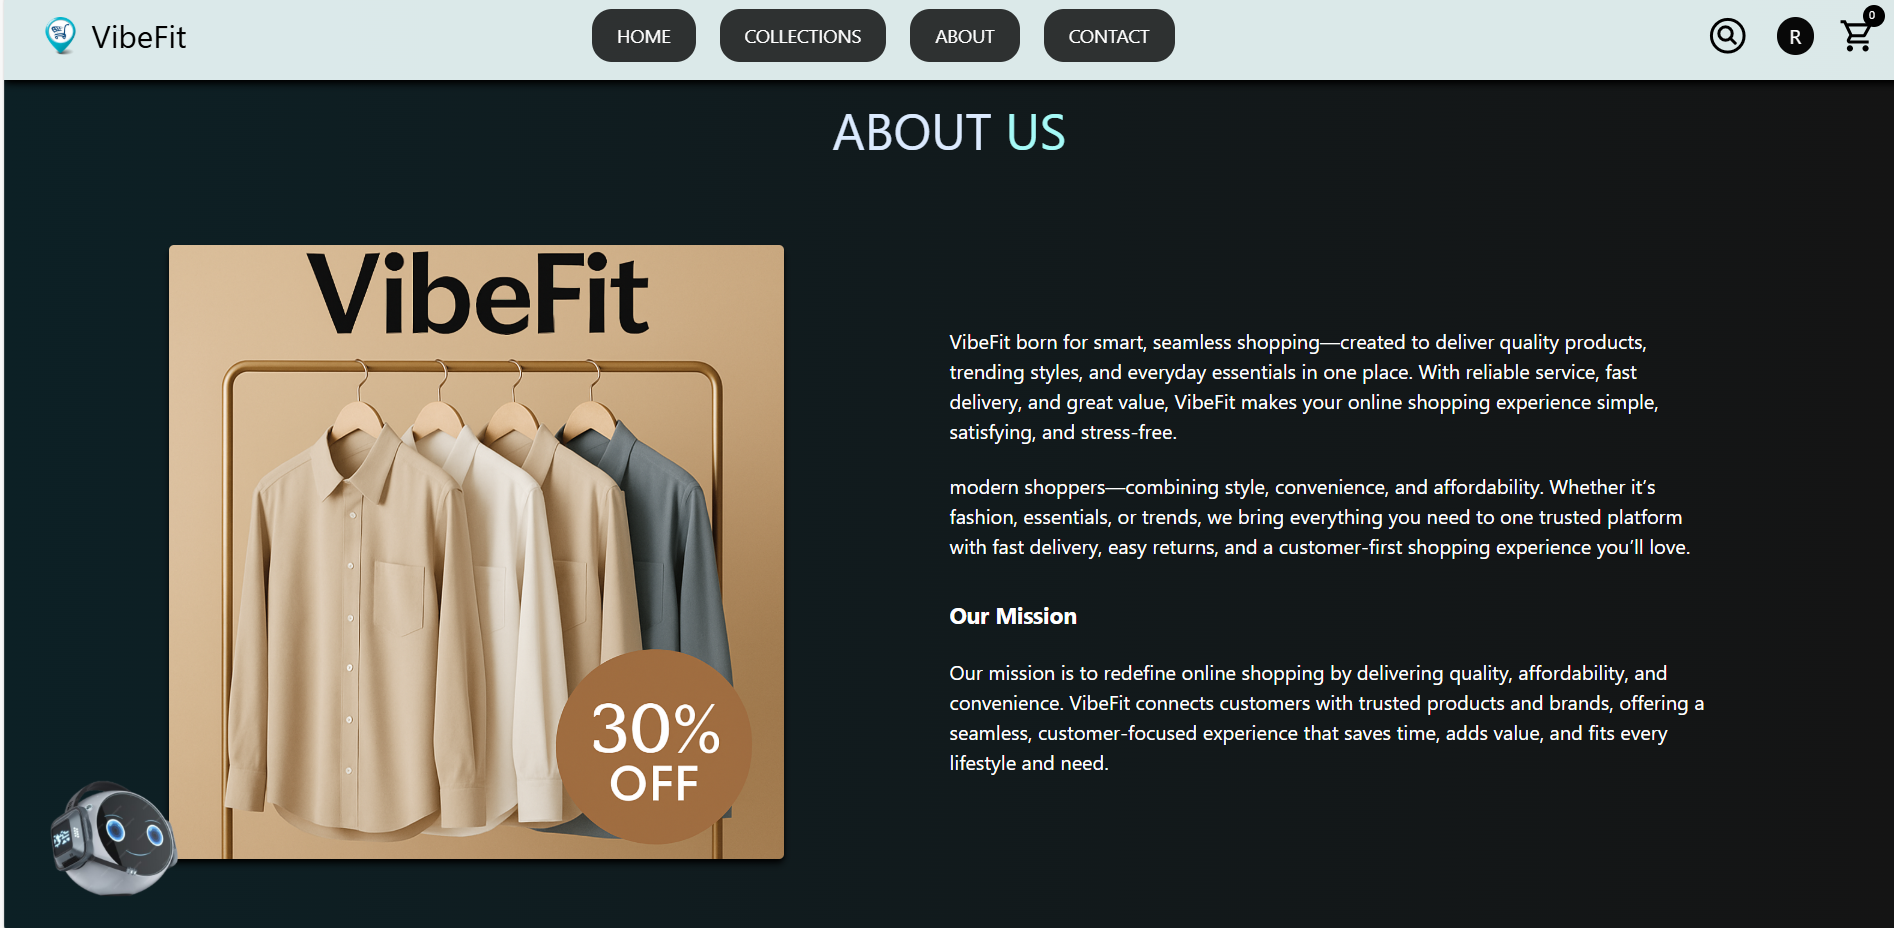 VibeFit
HOME
COLLECTIONS
ABOUT
CONTACT
R
0
ABOUT US
VibeFit
30%
OFF
VibeFit born for smart, seamless shopping—created to deliver quality products,
trending styles, and everyday essentials in one place. With reliable service, fast
delivery, and great value, VibeFit makes your online shopping experience simple,
satisfying, and stress-free.
modern shoppers—combining style, convenience, and affordability. Whether it’s
fashion, essentials, or trends, we bring everything you need to one trusted platform
with fast delivery, easy returns, and a customer-first shopping experience you’ll love.
Our Mission
Our mission is to redefine online shopping by delivering quality, affordability, and
convenience. VibeFit connects customers with trusted products and brands, offering a
seamless, customer-focused experience that saves time, adds value, and fits every
lifestyle and need.